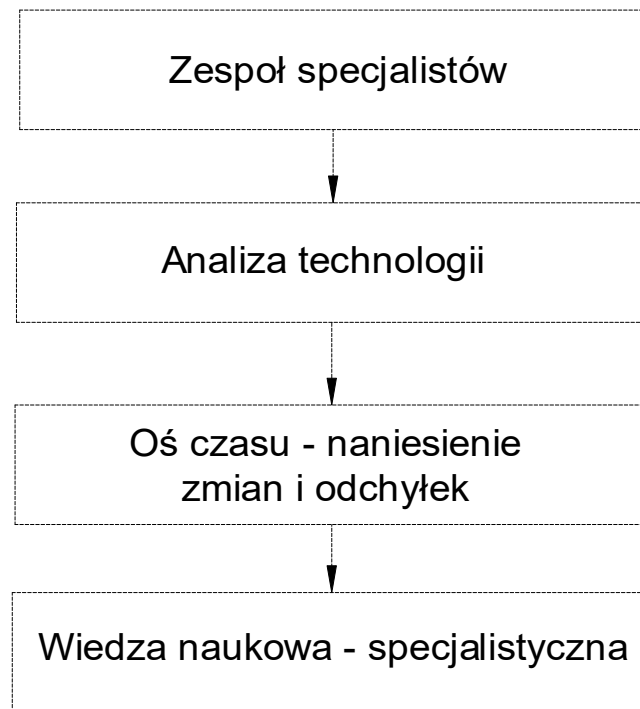 Zespoł specjalistów
Analiza technologii
Oś czasu - naniesienie
zmian i odchyłek
Wiedza naukowa - specjalistyczna